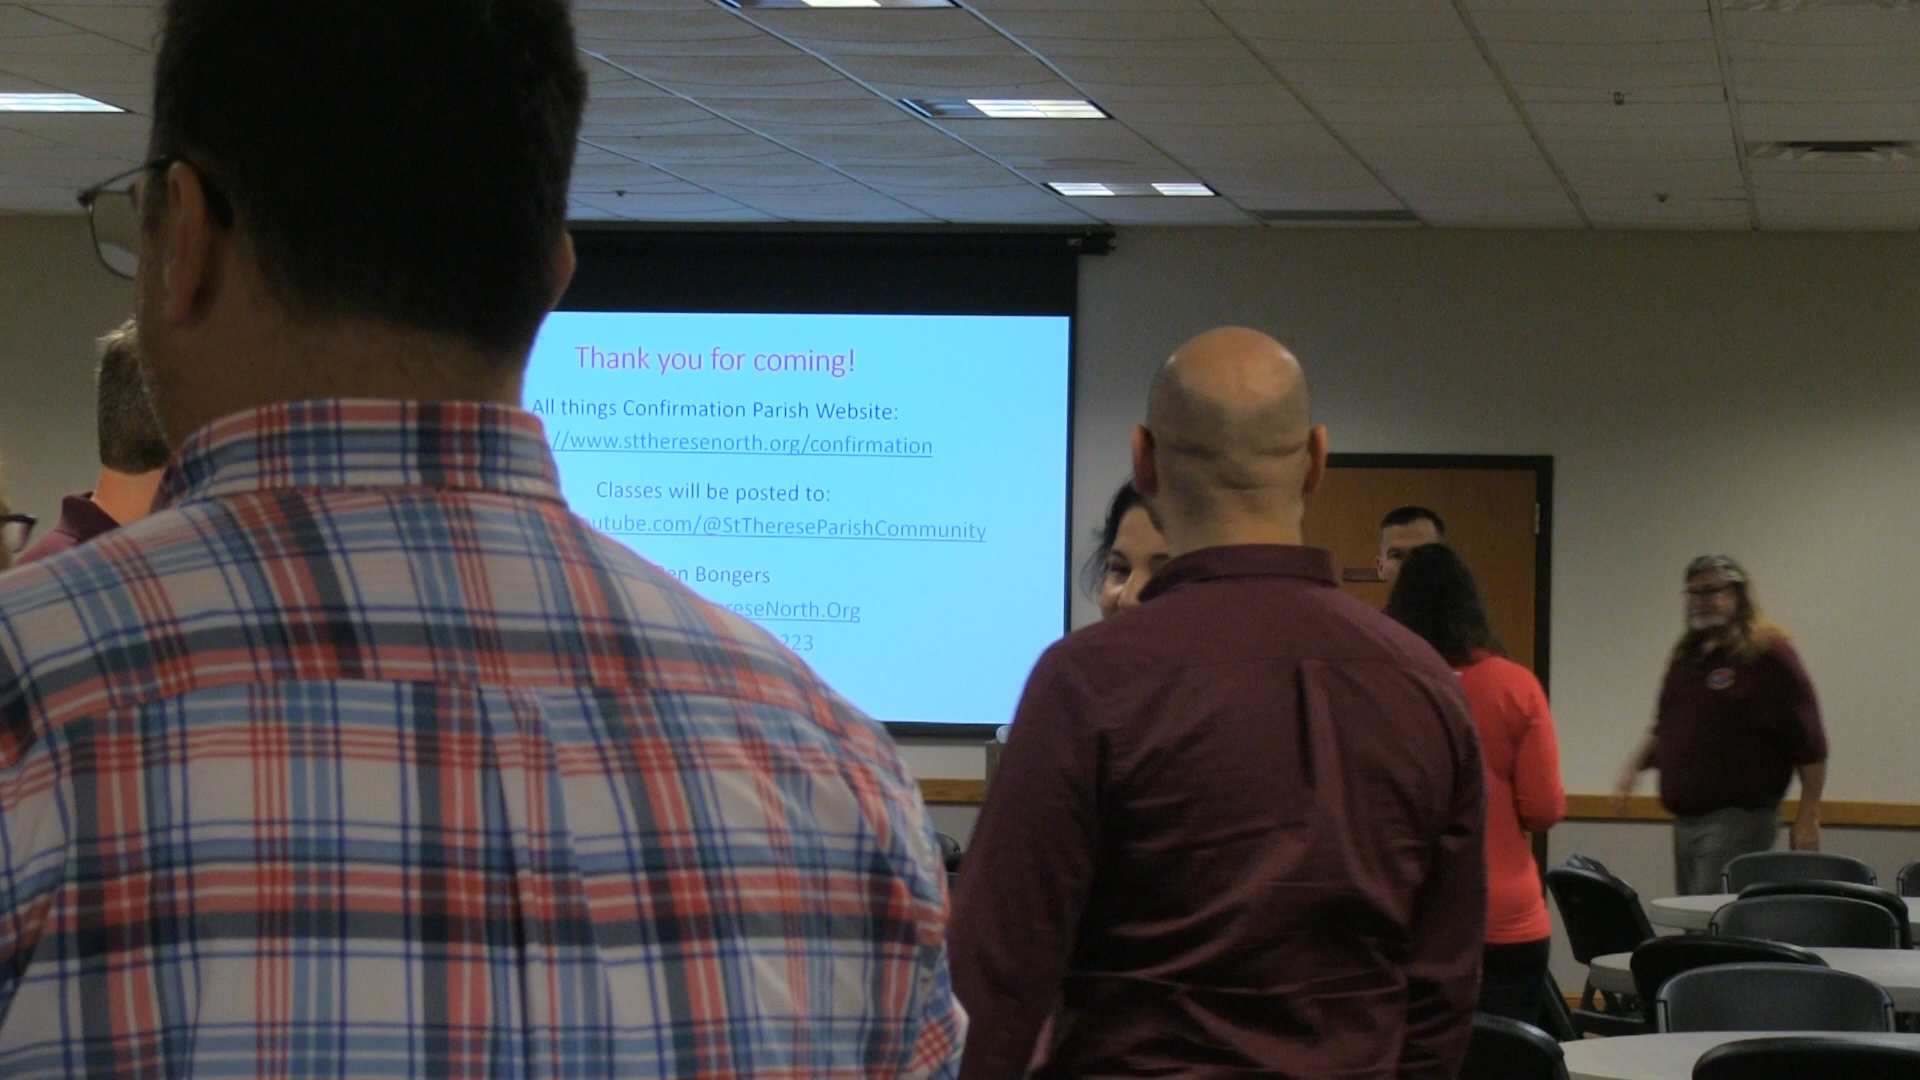 Thank you for coming!
All things Confirmation Parish Website:
//www.sttheresenorth.org/confirmation
Classes will be posted to:
utube.com/@StThereseParishCommunity
en Bongers
reseNorth.Org
223